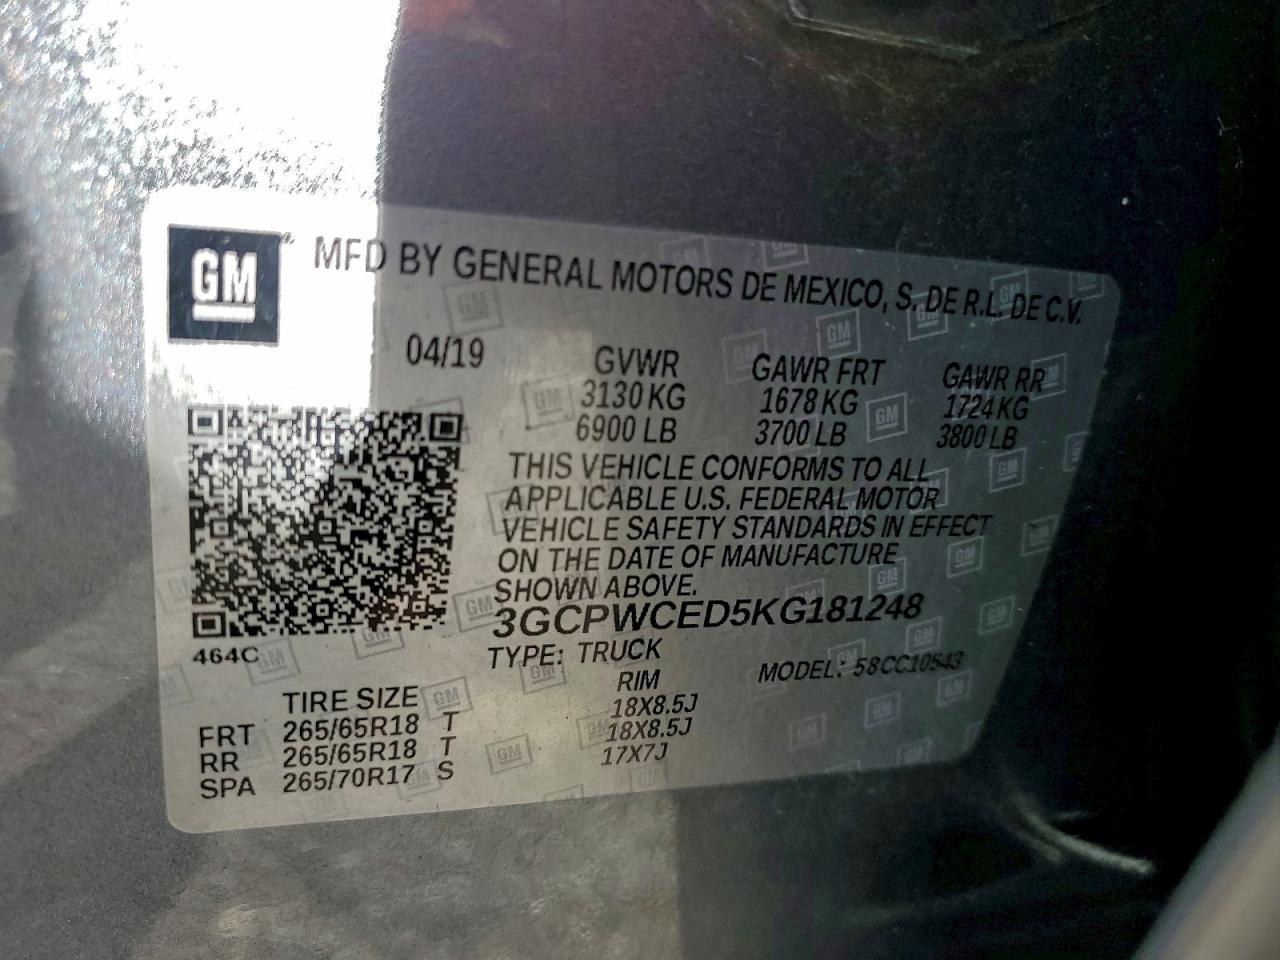 GM MFD BY GENERAL MOTORS DE MEXICO, S. DE R.L. DE C.V.
04/19 GVWR GAWR FRT GAWR RR
3130 KG 1678 KG 1724 KG
6900 LB 3700 LB 3800 LB
THIS VEHICLE CONFORMS TO ALL
APPLICABLE U.S. FEDERAL MOTOR
VEHICLE SAFETY STANDARDS IN EFFECT
ON THE DATE OF MANUFACTURE
SHOWN ABOVE.
3GCPWCED5KG181248
464C TYPE: TRUCK MODEL: 58CC10543
TIRE SIZE RIM
FRT 265/65R18 T 18X8.5J
RR 265/65R18 T 18X8.5J
SPA 265/70R17 S 17X7J